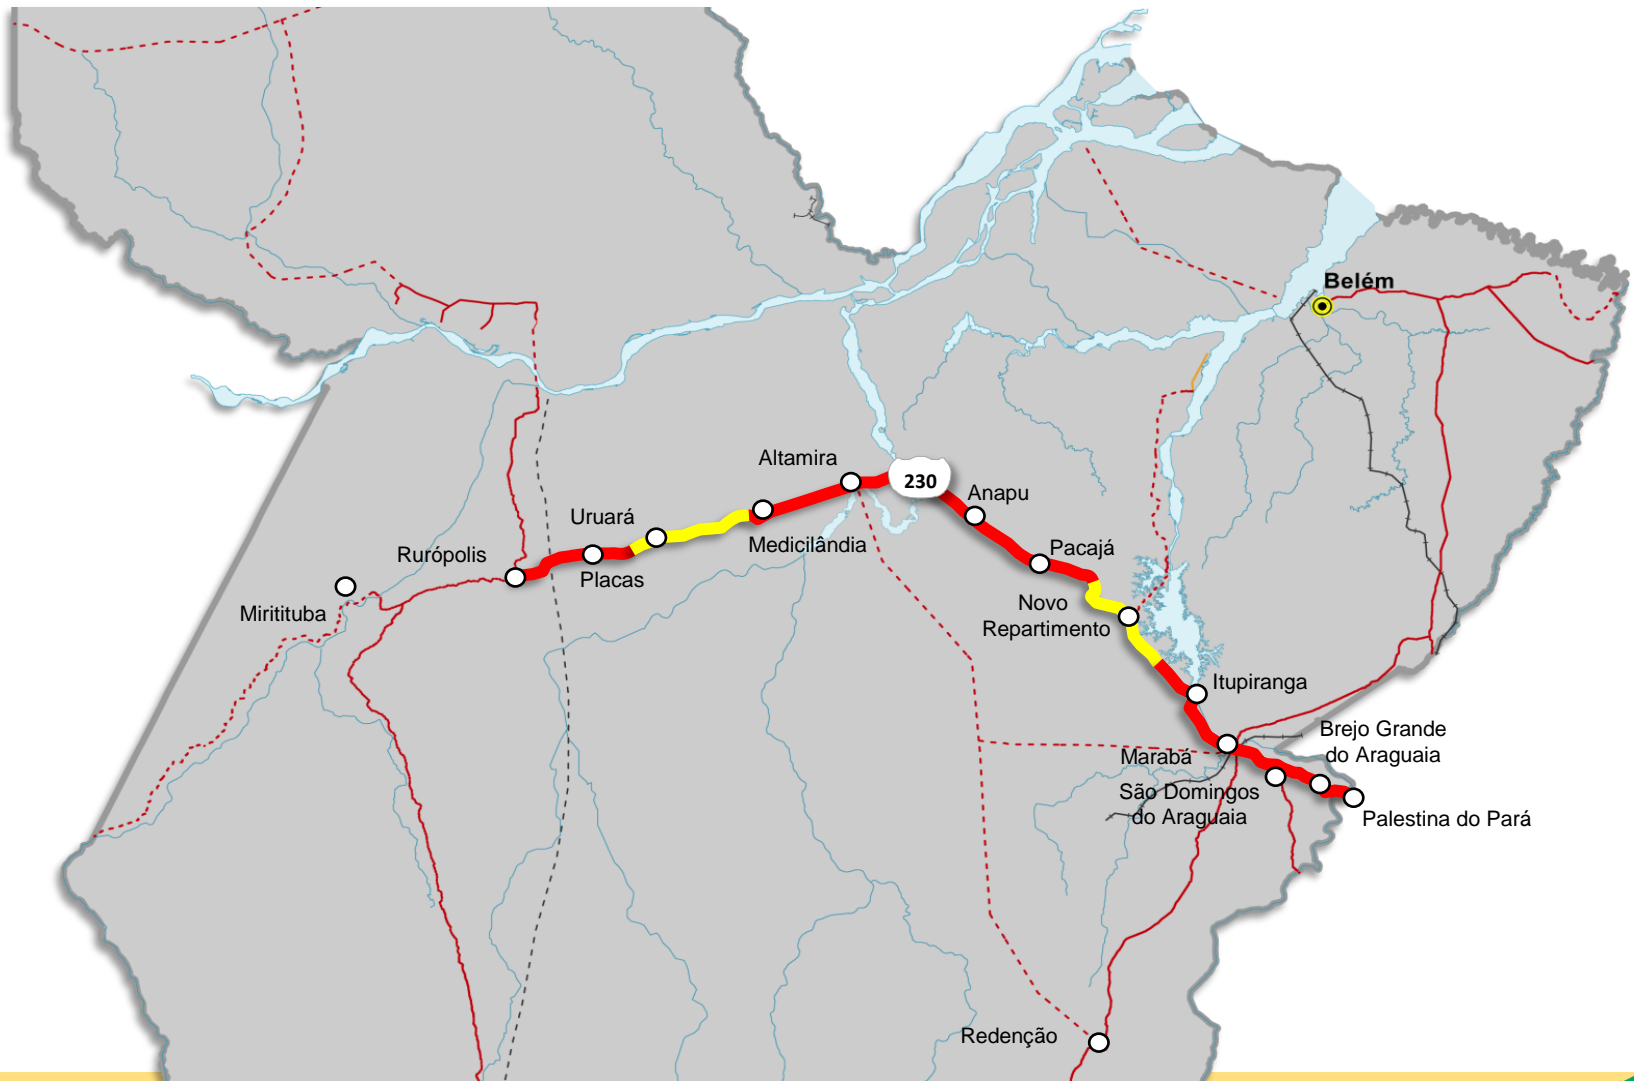 Belém
Altamira
230
Anapu
Uruará
Medicilândia
Pacajá
Rurópolis
Placas
Miritituba
Novo
Repartimento
Itupiranga
Brejo Grande
do Araguaia
Marabá
São Domingos
do Araguaia
Palestina do Pará
Redenção